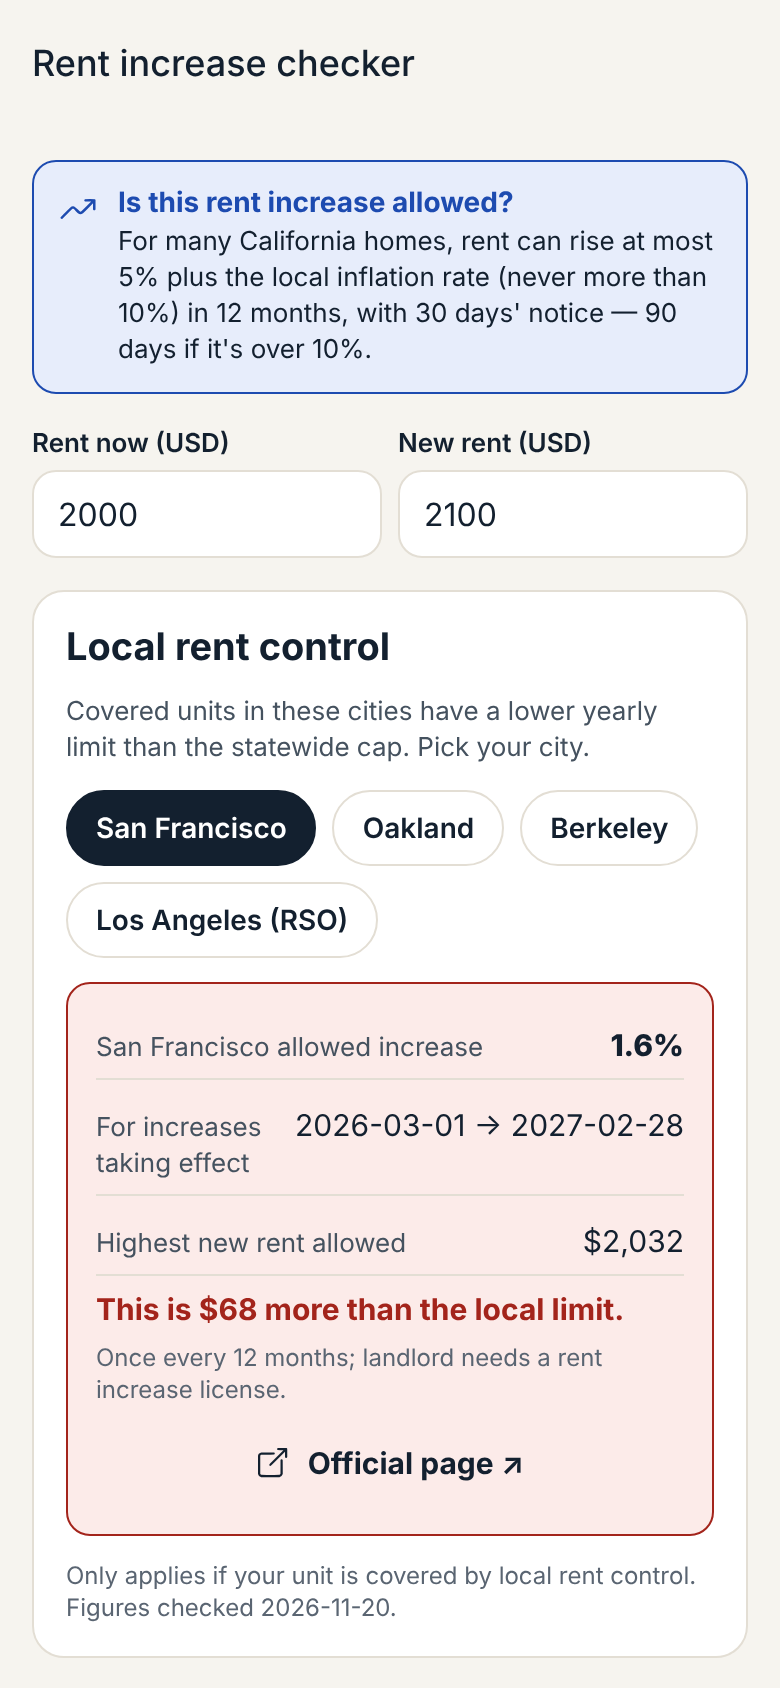 Rent increase checker
Is this rent increase allowed?
For many California homes, rent can rise at most
5% plus the local inflation rate (never more than
10%) in 12 months, with 30 days' notice — 90
days if it's over 10%.
Rent now (USD)
New rent (USD)
2000
2100
Local rent control
Covered units in these cities have a lower yearly
limit than the statewide cap. Pick your city.
San Francisco
Oakland
Berkeley
Los Angeles (RSO)
San Francisco allowed increase
1.6%
For increases
taking effect
2026-03-01 → 2027-02-28
Highest new rent allowed
$2,032
This is $68 more than the local limit.
Once every 12 months; landlord needs a rent
increase license.
Official page ↗
Only applies if your unit is covered by local rent control.
Figures checked 2026-11-20.